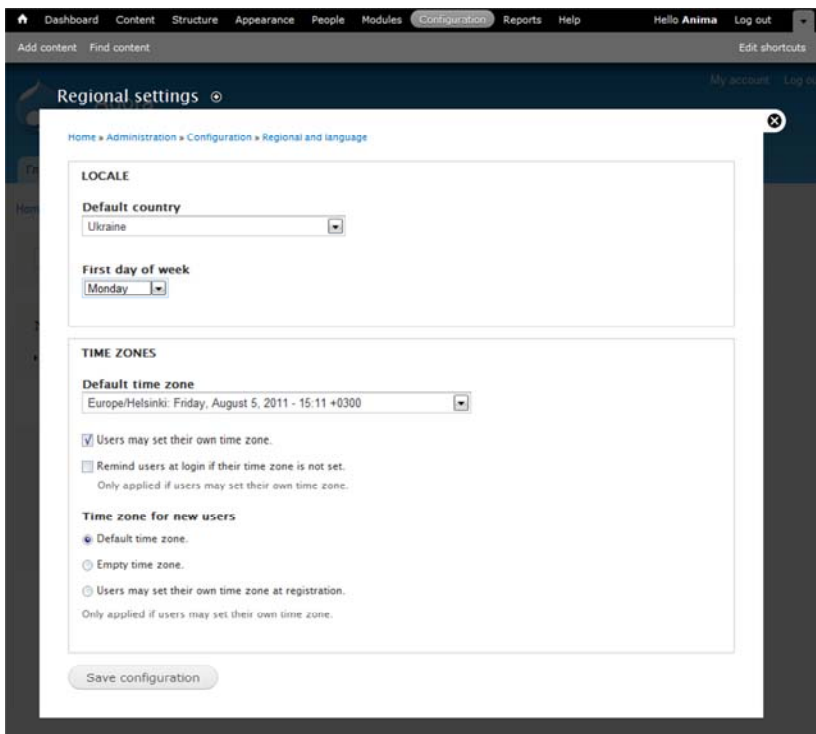 Dashboard Content Structure Appearance People Modules Configuration Reports Help Hello Anima Log out
Add content Find content Edit shortcuts
My account Log
Regional settings
Home » Administration » Configuration » Regional and language
LOCALE
Default country
Ukraine
First day of week
Monday
TIME ZONES
Default time zone
Europe/Helsinki: Friday, August 5, 2011 - 15:11 +0300
Users may set their own time zone.
Remind users at login if their time zone is not set.
Only applied if users may set their own time zone.
Time zone for new users
Default time zone.
Empty time zone.
Users may set their own time zone at registration.
Only applied if users may set their own time zone.
Save configuration